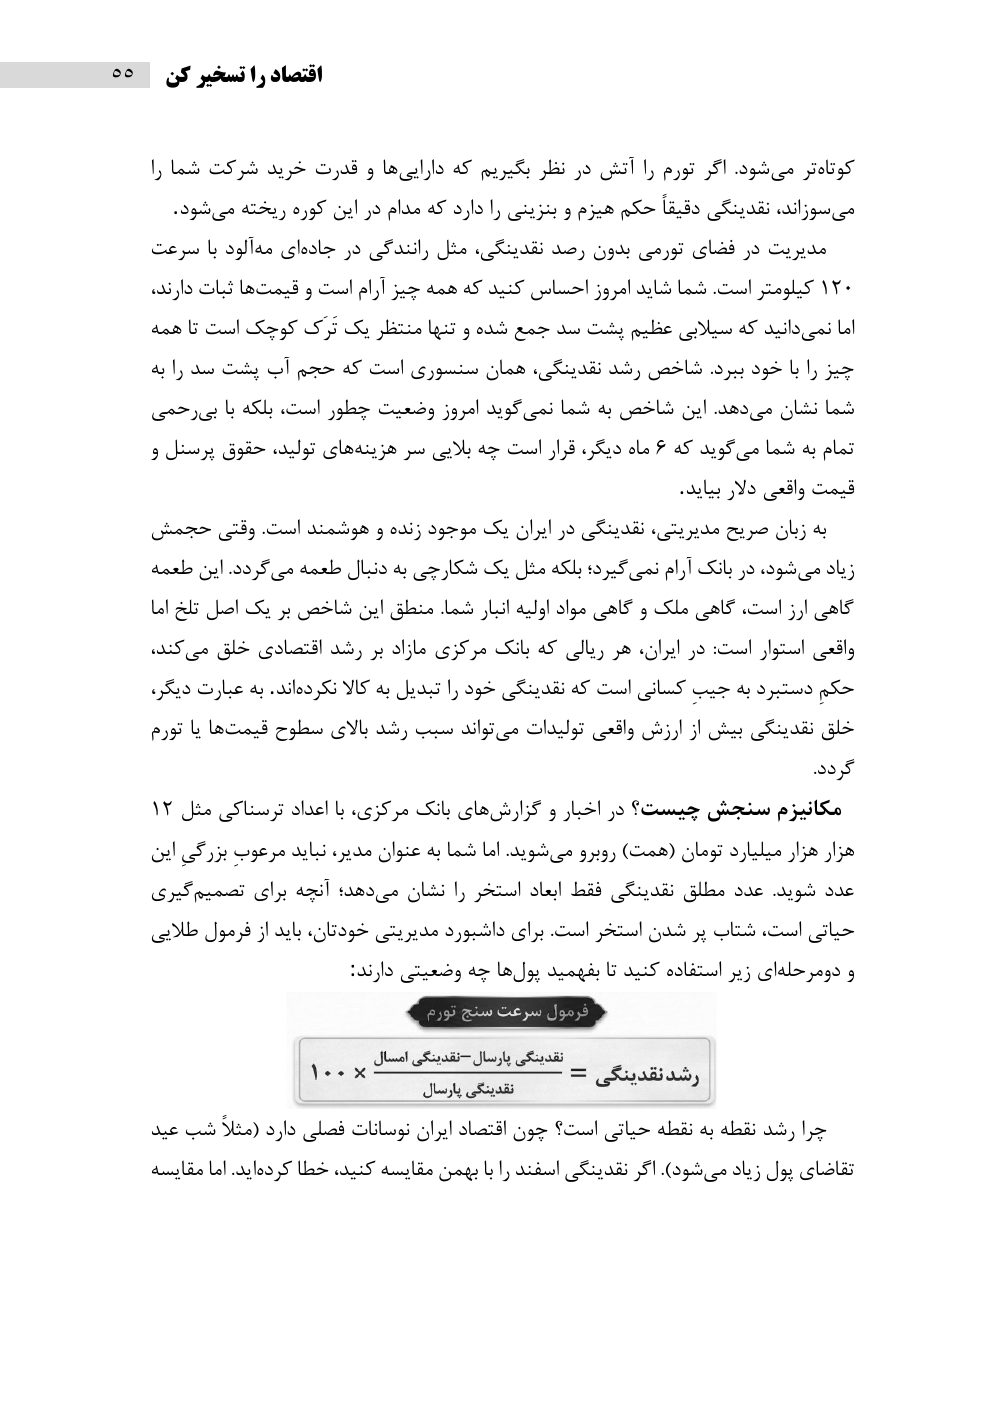 اقتصاد را تسخیر کن ۵۵
کوتاه‌تر می‌شود. اگر تورم را آتش در نظر بگیریم که دارایی‌ها و قدرت خرید شرکت شما را
می‌سوزاند، نقدینگی دقیقاً حکم هیزم و بنزینی را دارد که مدام در این کوره ریخته می‌شود.
مدیریت در فضای تورمی بدون رصد نقدینگی، مثل رانندگی در جاده‌ای مه‌آلود با سرعت
۱۲۰ کیلومتر است. شما شاید امروز احساس کنید که همه چیز آرام است و قیمت‌ها ثبات دارند،
اما نمی‌دانید که سیلابی عظیم پشت سد جمع شده و تنها منتظر یک تَرَک کوچک است تا همه
چیز را با خود ببرد. شاخص رشد نقدینگی، همان سنسوری است که حجم آب پشت سد را به
شما نشان می‌دهد. این شاخص به شما نمی‌گوید امروز وضعیت چطور است، بلکه با بی‌رحمی
تمام به شما می‌گوید که ۶ ماه دیگر، قرار است چه بلایی سر هزینه‌های تولید، حقوق پرسنل و
قیمت واقعی دلار بیاید.
به زبان صریح مدیریتی، نقدینگی در ایران یک موجود زنده و هوشمند است. وقتی حجمش
زیاد می‌شود، در بانک آرام نمی‌گیرد؛ بلکه مثل یک شکارچی به دنبال طعمه می‌گردد. این طعمه
گاهی ارز است، گاهی ملک و گاهی مواد اولیه انبار شما. منطق این شاخص بر یک اصل تلخ اما
واقعی استوار است: در ایران، هر ریالی که بانک مرکزی مازاد بر رشد اقتصادی خلق می‌کند،
حکمِ دستبرد به جیبِ کسانی است که نقدینگی خود را تبدیل به کالا نکرده‌اند. به عبارت دیگر،
خلق نقدینگی بیش از ارزش واقعی تولیدات می‌تواند سبب رشد بالای سطوح قیمت‌ها یا تورم
گردد.
مکانیزم سنجش چیست؟ در اخبار و گزارش‌های بانک مرکزی، با اعداد ترسناکی مثل ۱۲
هزار هزار میلیارد تومان (همت) روبرو می‌شوید. اما شما به عنوان مدیر، نباید مرعوبِ بزرگیِ این
عدد شوید. عدد مطلق نقدینگی فقط ابعاد استخر را نشان می‌دهد؛ آنچه برای تصمیم‌گیری
حیاتی است، شتاب پر شدن استخر است. برای داشبورد مدیریتی خودتان، باید از فرمول طلایی
و دومرحله‌ای زیر استفاده کنید تا بفهمید پول‌ها چه وضعیتی دارند:
فرمول سرعت سنج تورم
نقدینگی پارسال–نقدینگی امسال
رشد نقدینگی = × ۱۰۰
نقدینگی پارسال
چرا رشد نقطه به نقطه حیاتی است؟ چون اقتصاد ایران نوسانات فصلی دارد (مثلاً شب عید
تقاضای پول زیاد می‌شود). اگر نقدینگی اسفند را با بهمن مقایسه کنید، خطا کرده‌اید. اما مقایسه